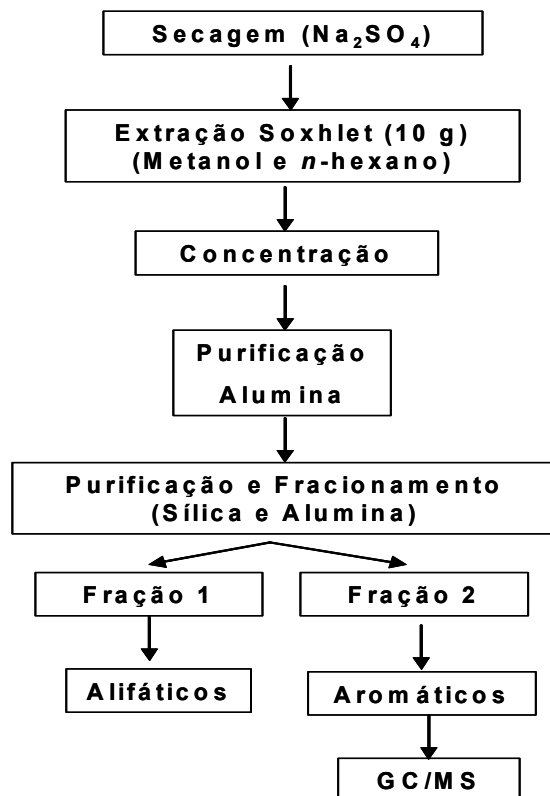 Secagem (Na₂SO₄)
Extração Soxhlet (10 g)
(Metanol e n-hexano)
Concentração
Purificação
Alumina
Purificação e Fracionamento
(Sílica e Alumina)
Fração 1
Fração 2
Alifáticos
Aromáticos
GC/MS